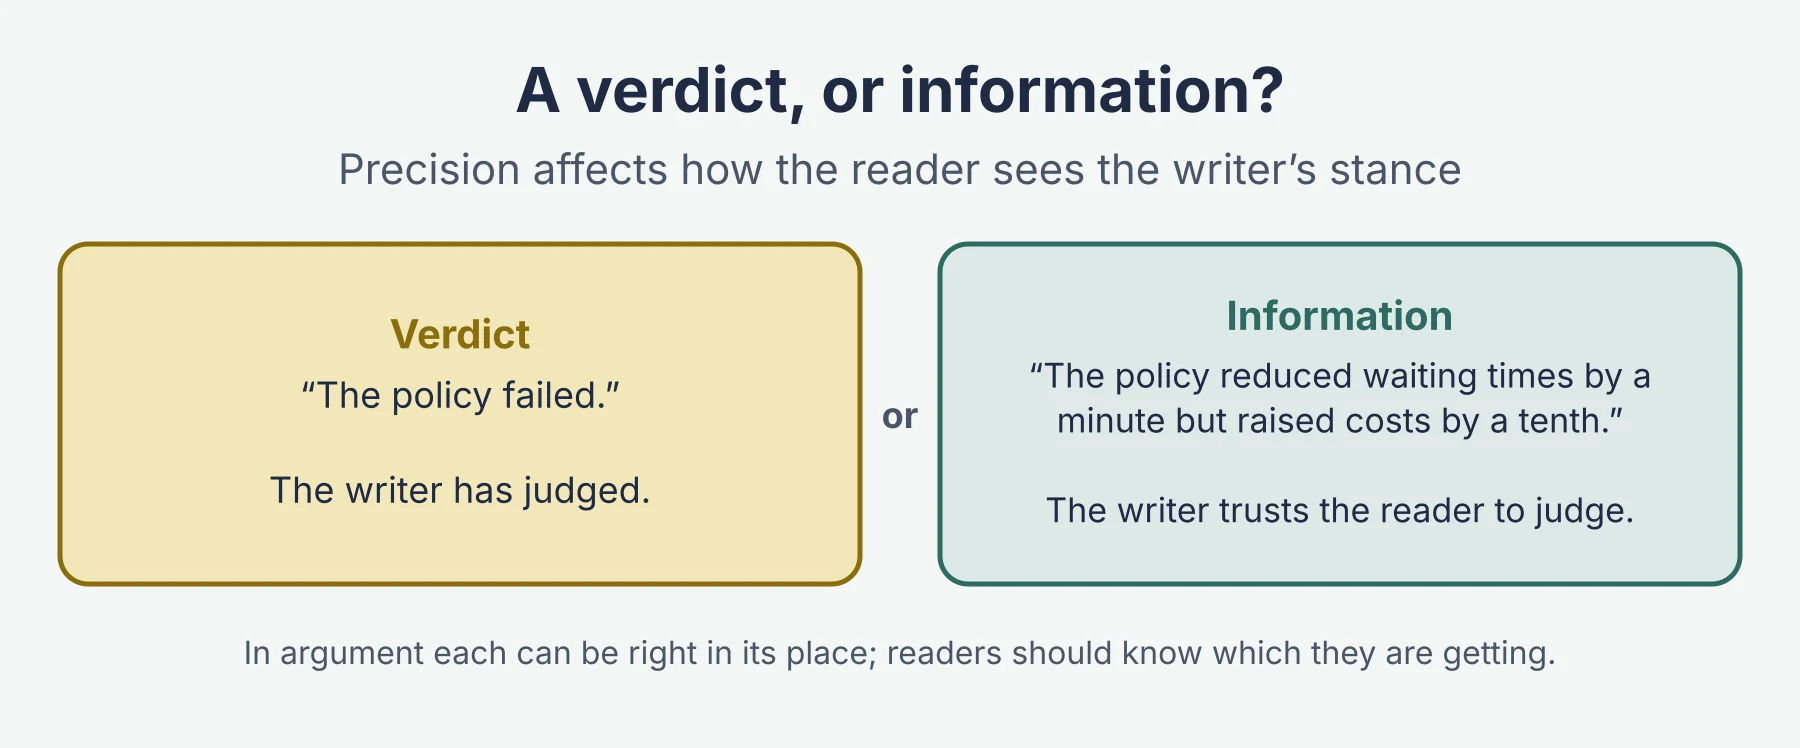 A verdict, or information?
Precision affects how the reader sees the writer’s stance
Verdict
“The policy failed.”
The writer has judged.
or
Information
“The policy reduced waiting times by a
minute but raised costs by a tenth.”
The writer trusts the reader to judge.
In argument each can be right in its place; readers should know which they are getting.